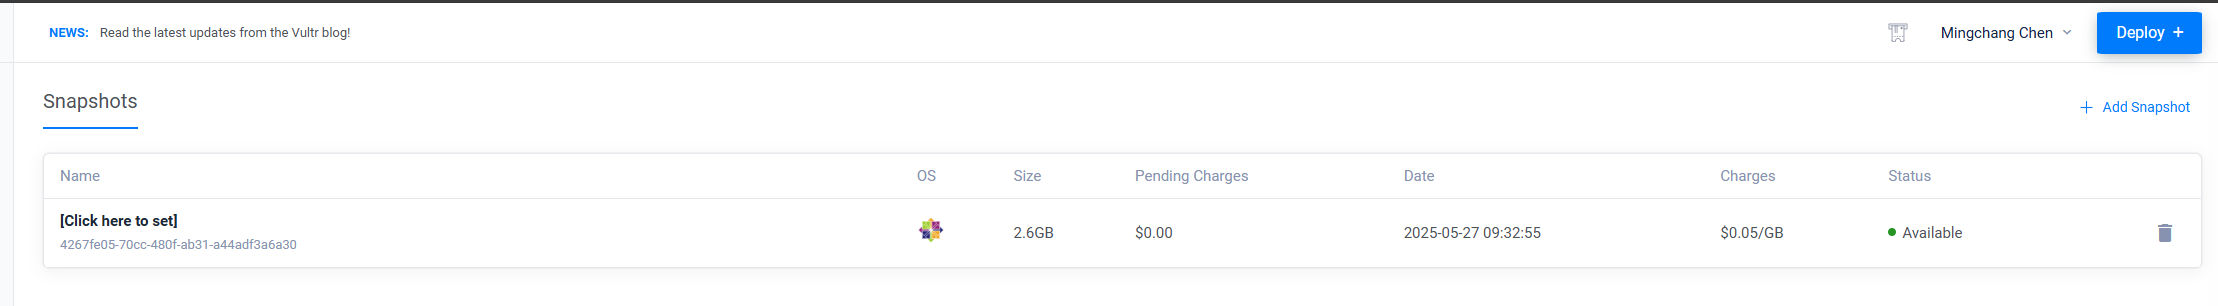 NEWS: Read the latest updates from the Vultr blog!
Mingchang Chen
Deploy +
Snapshots
+ Add Snapshot
Name OS Size Pending Charges Date Charges Status
[Click here to set]
4267fe05-70cc-480f-ab31-a44adf3a6a30
2.6GB $0.00 2025-05-27 09:32:55 $0.05/GB Available